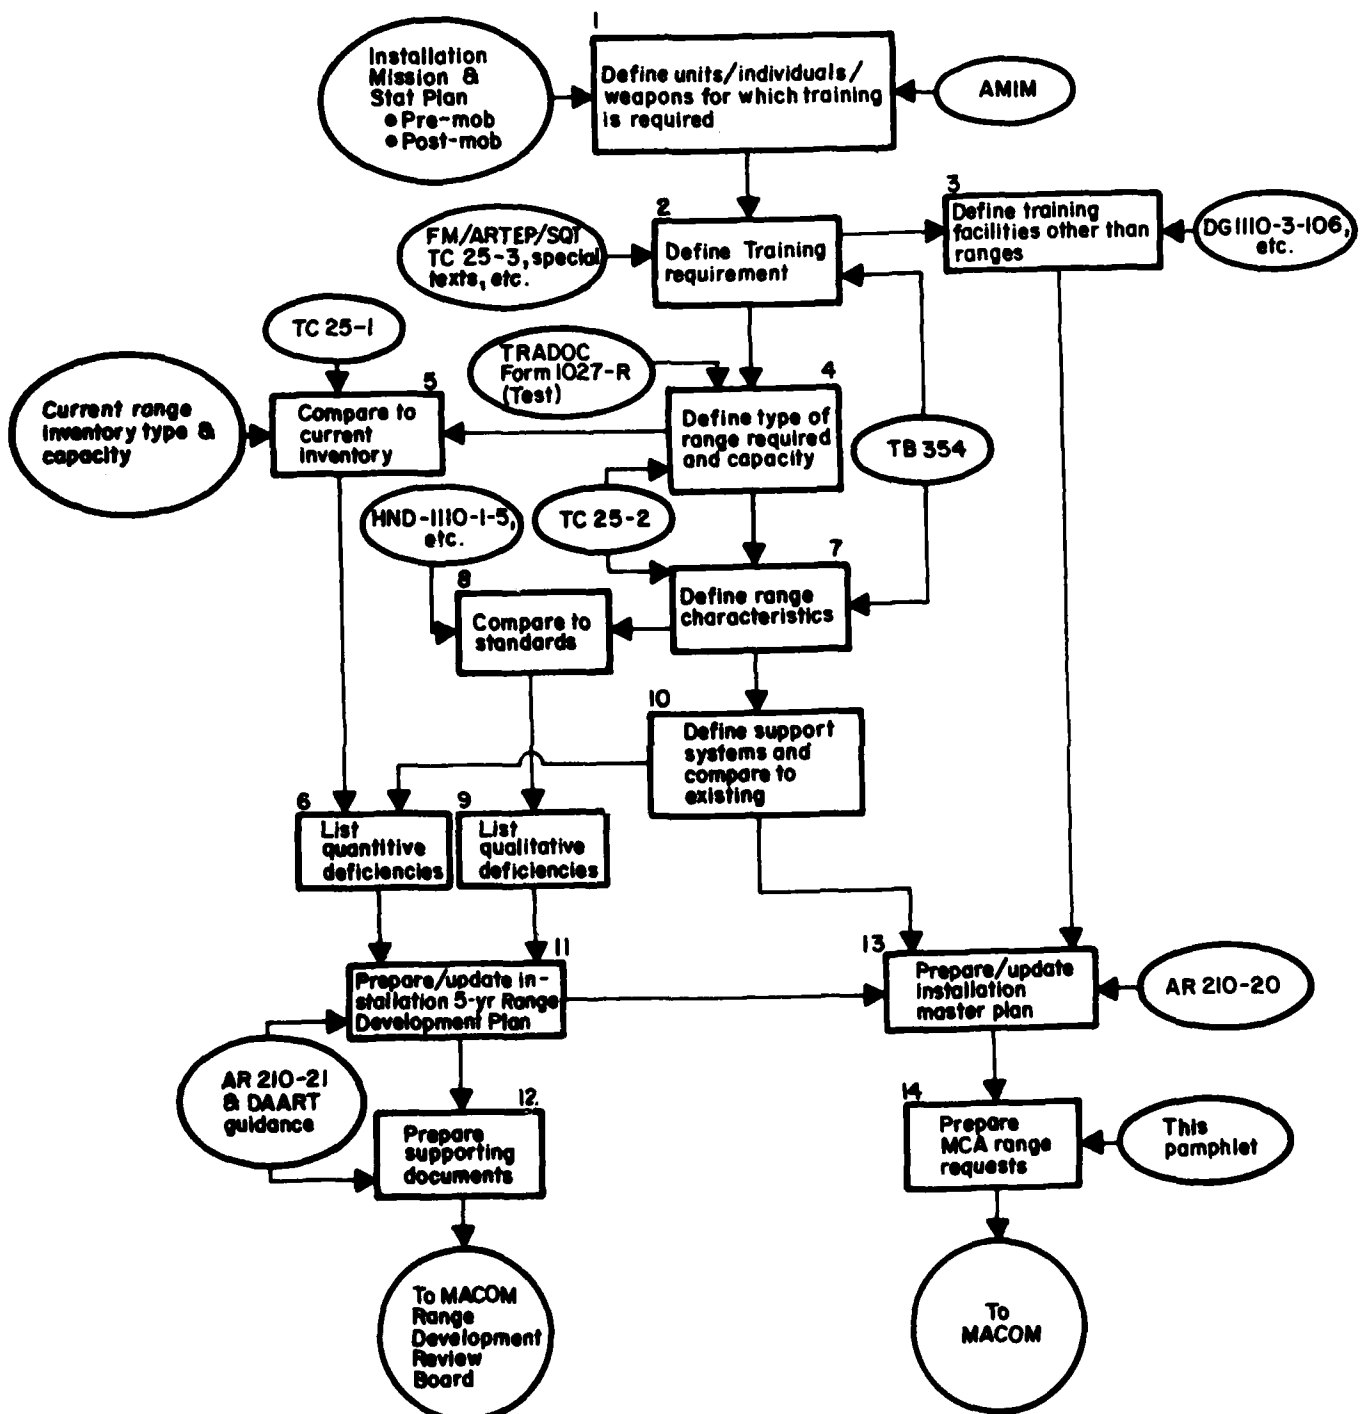 1
Installation
Mission &
Stat Plan
● Pre-mob
● Post-mob
Define units/individuals/
weapons for which training
is required
AMIM
2
FM/ARTEP/SQT
TC 25-3, special
texts, etc.
Define Training
requirement
3
Define training
facilities other than
ranges
DG 1110-3-106,
etc.
TC 25-1
Current range
inventory type &
capacity
5
Compare to
current
inventory
TRADOC
Form 1027-R
(Test)
4
Define type of
range required
and capacity
TB 354
HND-1110-1-5,
etc.
TC 25-2
7
Define range
characteristics
8
Compare to
standards
10
Define support
systems and
compare to
existing
6
List
quantitive
deficiencies
9
List
qualitative
deficiencies
11
Prepare/update in-
stallation 5-yr Range
Development Plan
13
Prepare/update
installation
master plan
AR 210-20
AR 210-21
& DAART
guidance
12.
Prepare
supporting
documents
14
Prepare
MCA range
requests
This
pamphlet
To MACOM
Range
Development
Review
Board
To
MACOM